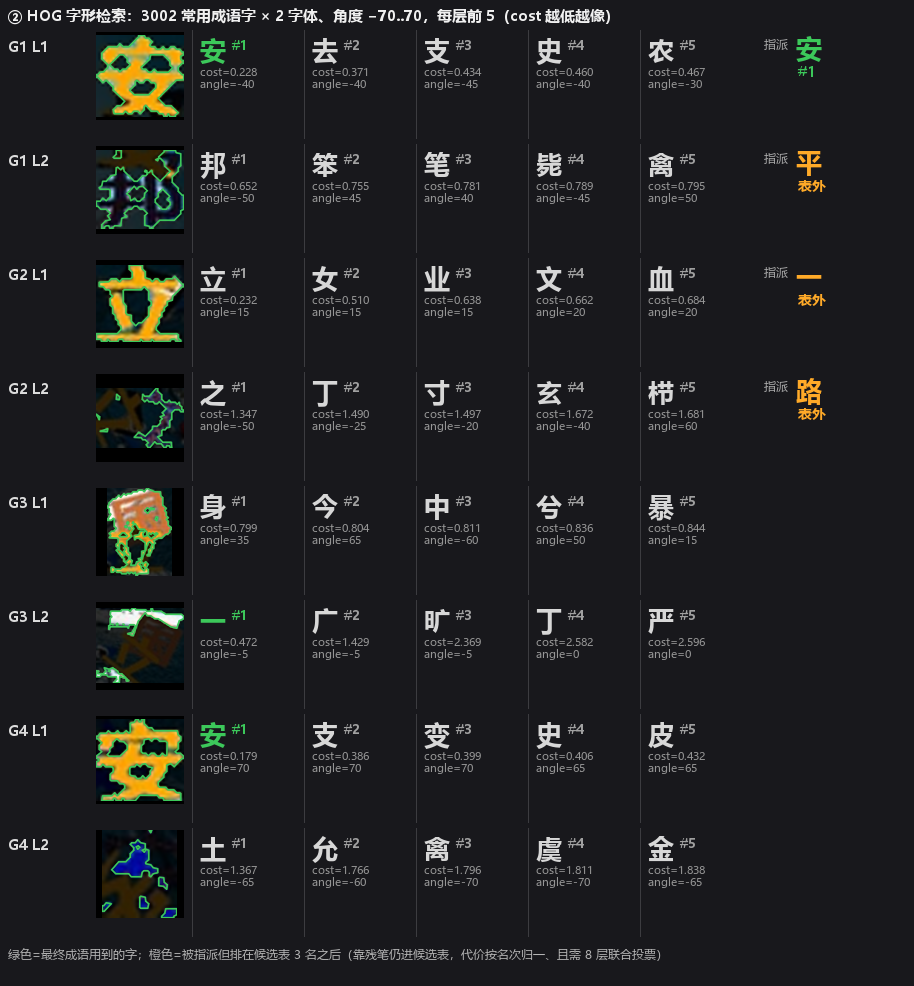 ② HOG 字形检索：3002 常用成语字 × 2 字体、角度 −70..70，每层前 5（cost 越低越像）
G1 L1 安 安 #1 去 #2 支 #3 史 #4 农 #5 指派 安
cost=0.228 cost=0.371 cost=0.434 cost=0.460 cost=0.467 #1
angle=-40 angle=-40 angle=-45 angle=-40 angle=-30
G1 L2 邦 邦 #1 笨 #2 笔 #3 毙 #4 禽 #5 指派 平
cost=0.652 cost=0.755 cost=0.781 cost=0.789 cost=0.795 表外
angle=-50 angle=45 angle=40 angle=-45 angle=50
G2 L1 立 立 #1 女 #2 业 #3 文 #4 血 #5 指派 一
cost=0.232 cost=0.510 cost=0.638 cost=0.662 cost=0.684 表外
angle=15 angle=15 angle=15 angle=20 angle=20
G2 L2 之 #1 丁 #2 寸 #3 玄 #4 栉 #5 指派 路
cost=1.347 cost=1.490 cost=1.497 cost=1.672 cost=1.681 表外
angle=-50 angle=-25 angle=-20 angle=-40 angle=60
G3 L1 身 #1 今 #2 中 #3 兮 #4 暴 #5
cost=0.799 cost=0.804 cost=0.811 cost=0.836 cost=0.844
angle=35 angle=65 angle=-60 angle=50 angle=15
G3 L2 一 #1 广 #2 旷 #3 丁 #4 严 #5
cost=0.472 cost=1.429 cost=2.369 cost=2.582 cost=2.596
angle=-5 angle=-5 angle=-5 angle=0 angle=0
G4 L1 安 安 #1 支 #2 变 #3 史 #4 皮 #5
cost=0.179 cost=0.386 cost=0.399 cost=0.406 cost=0.432
angle=70 angle=70 angle=70 angle=65 angle=65
G4 L2 土 #1 允 #2 禽 #3 虞 #4 金 #5
cost=1.367 cost=1.766 cost=1.796 cost=1.811 cost=1.838
angle=-65 angle=-60 angle=-70 angle=-70 angle=-65
绿色=最终成语用到的字；橙色=被指派但排在候选表 3 名之后（靠残笔仍进候选表，代价按名次归一、且需 8 层联合投票）